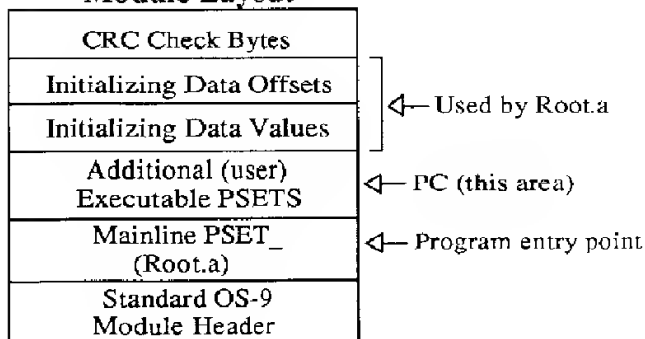 Module Layout
CRC Check Bytes
Initializing Data Offsets
Used by Root.a
Initializing Data Values
Additional (user)
Executable PSETS
PC (this area)
Mainline PSET_
(Root.a)
Program entry point
Standard OS-9
Module Header